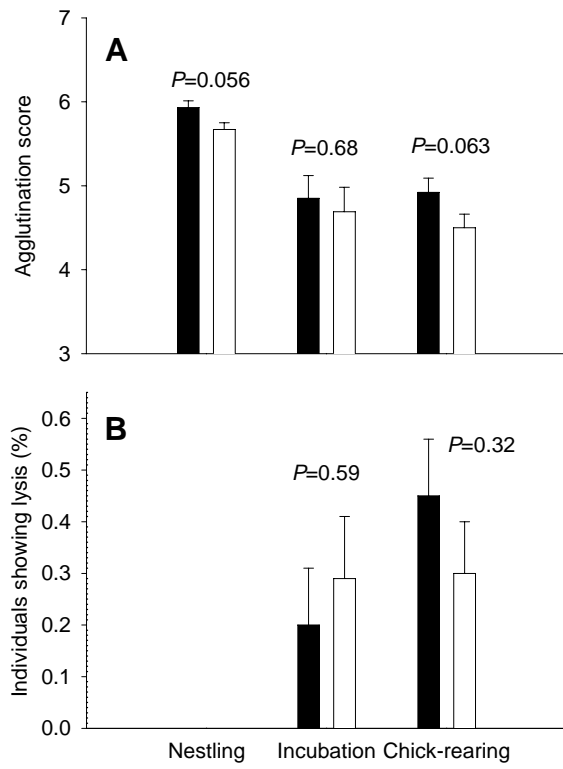 7
A
P=0.056
6
P=0.68
P=0.063
5
4
3
Agglutination score
B
0.6
P=0.59
P=0.32
0.5
0.4
0.3
0.2
0.1
0.0
Individuals showing lysis (%)
Nestling Incubation Chick-rearing